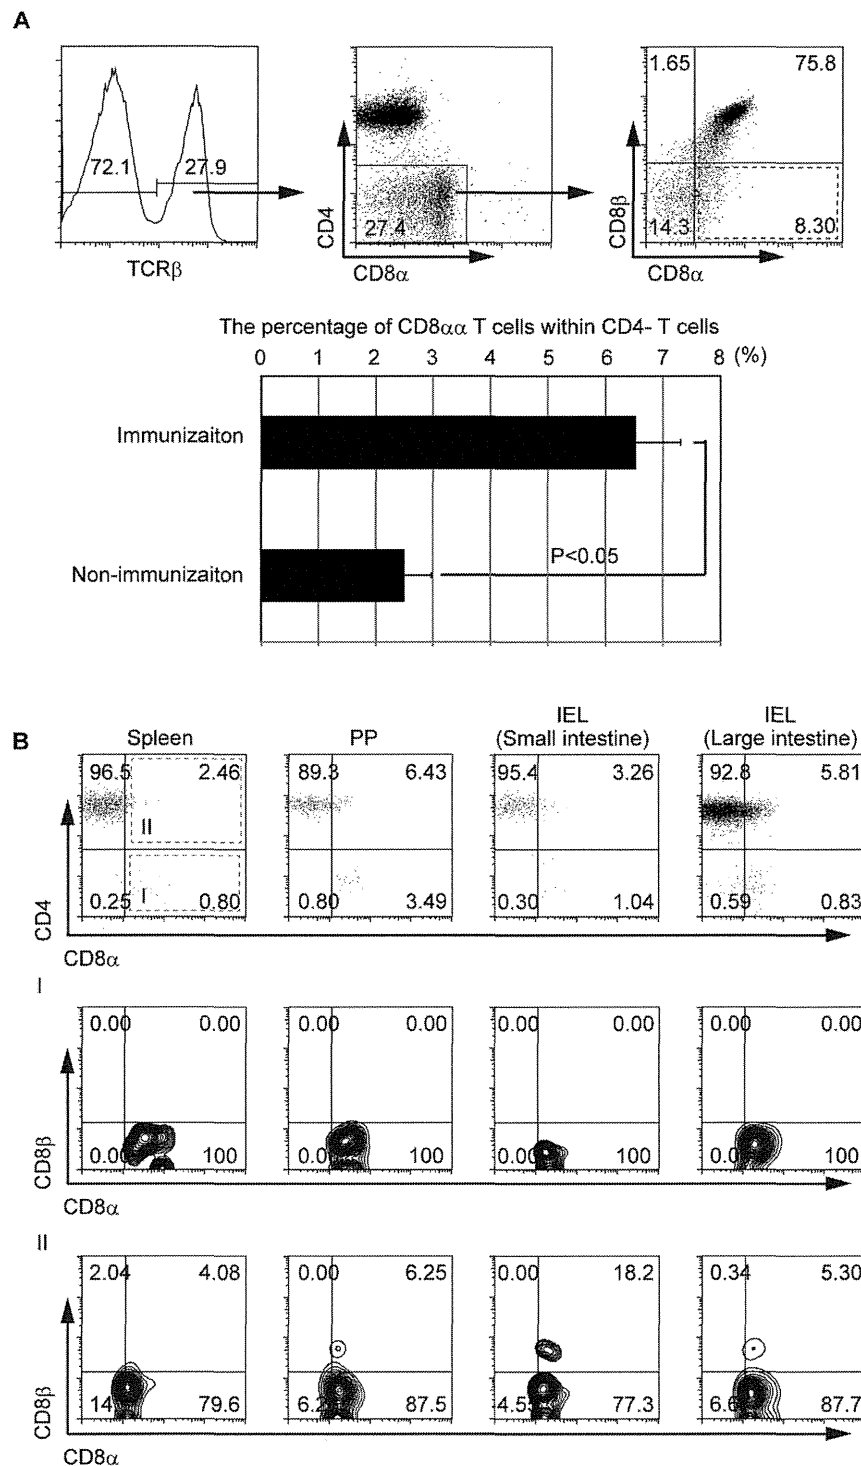 A
72.1 27.9
TCRβ
CD4
27.4
CD8α
1.65 75.8
CD8β
14.3 8.30
CD8α
The percentage of CD8αα T cells within CD4- T cells
0 1 2 3 4 5 6 7 8 (%)
Immunizaiton
Non-immunizaiton
P<0.05
B
Spleen PP IEL (Small intestine) IEL (Large intestine)
96.5 2.46 89.3 6.43 95.4 3.26 92.8 5.81
II
I
0.25 0.80 0.80 3.49 0.30 1.04 0.59 0.83
CD4
CD8α
I
0.00 0.00 0.00 0.00 0.00 0.00 0.00 0.00
100 100 100 100
CD8β
CD8α
II
2.04 4.08 0.00 6.25 0.00 18.2 0.34 5.30
79.6 87.5 77.3 87.7
CD8β
CD8α